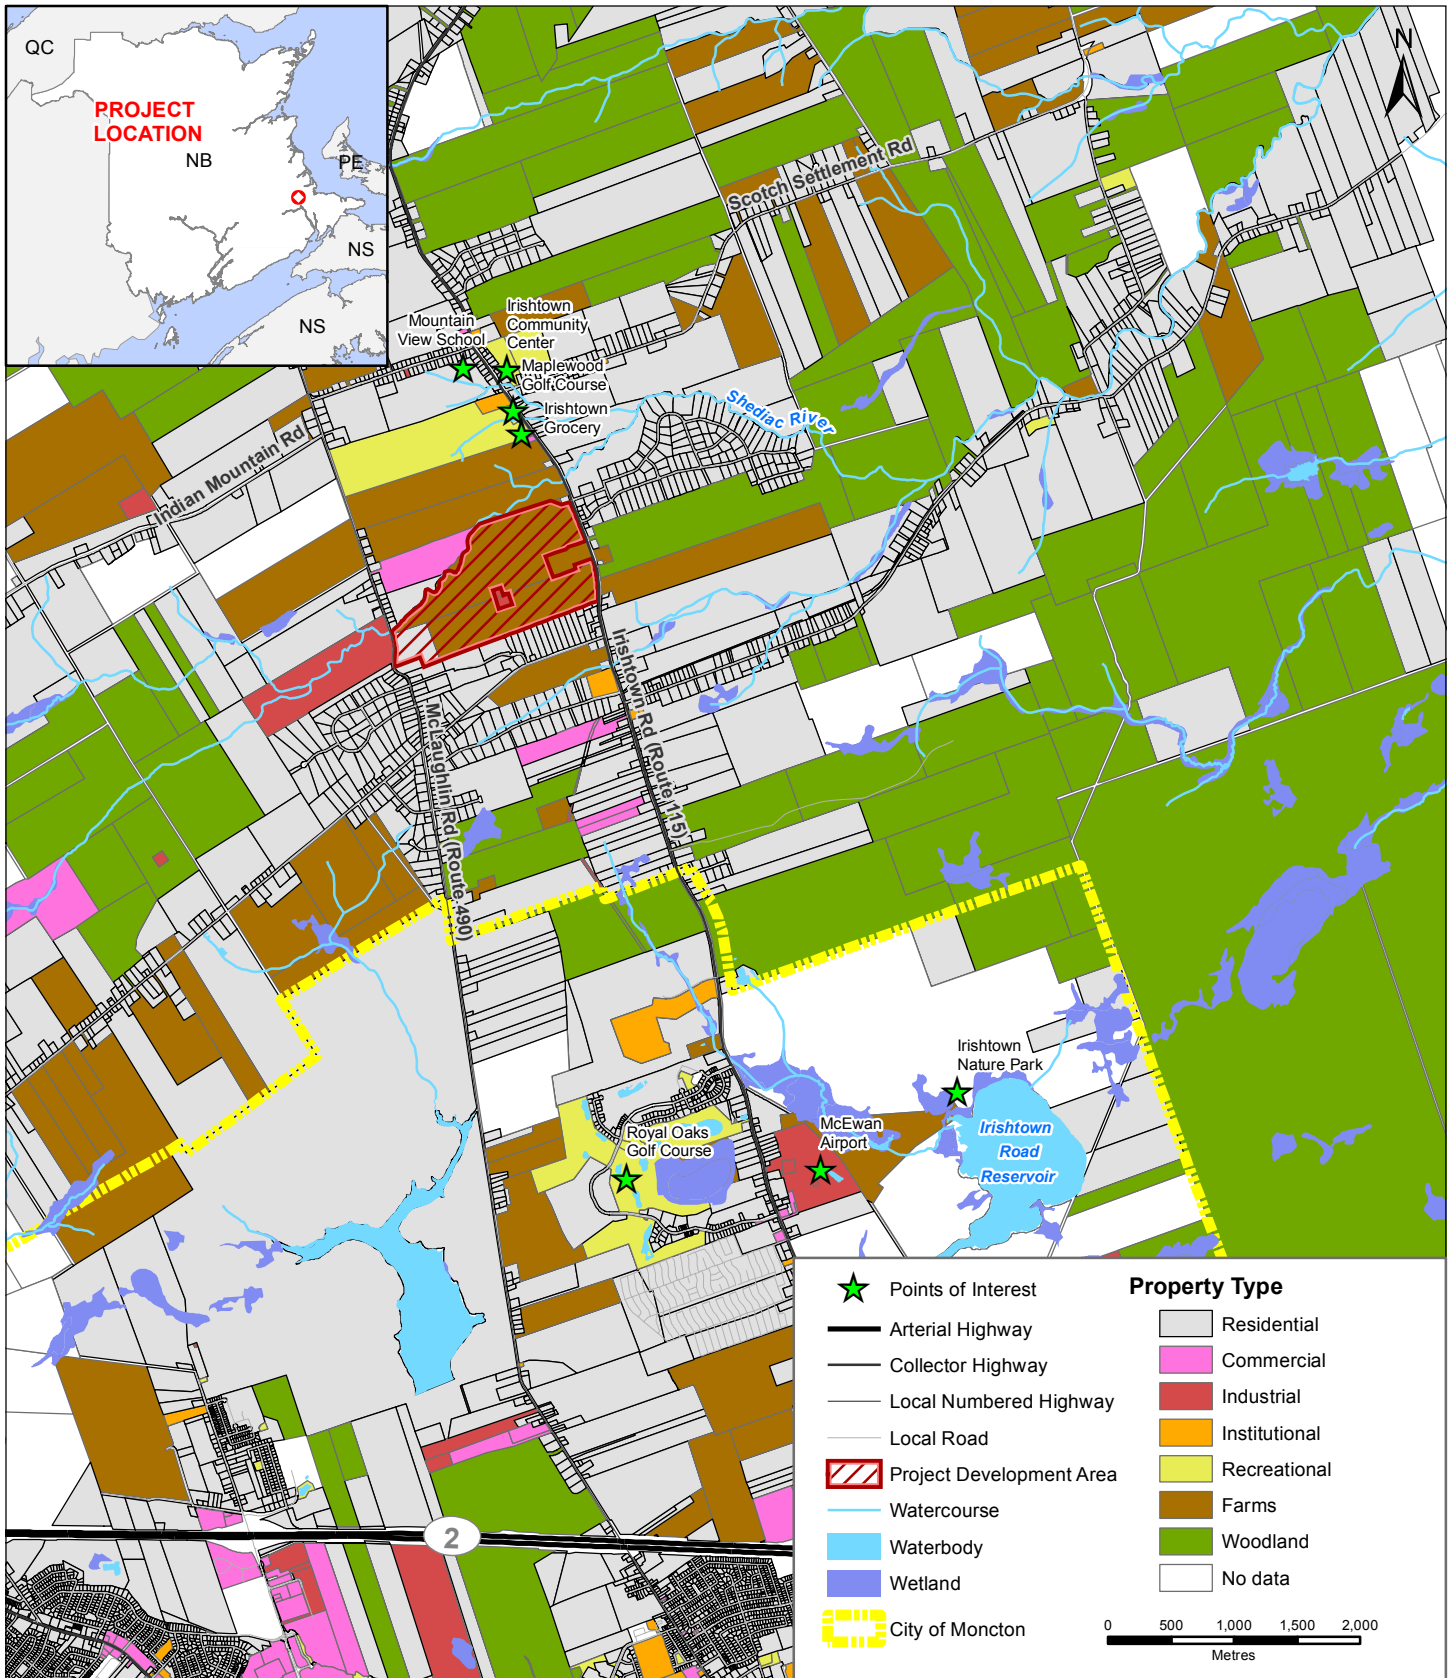 QC
PROJECT
LOCATION
NB
PE
NS
NS
N
Scotch Settlement Rd
Irishtown
Community
Center
Mountain
View School
Maplewood
Golf Course
Irishtown
Grocery
Shediac River
Indian Mountain Rd
Irishtown Rd (Route 115)
McLaughlin Rd (Route 490)
Irishtown
Nature Park
Irishtown
Road
Reservoir
McEwan
Airport
Royal Oaks
Golf Course
2
Points of Interest
Arterial Highway
Collector Highway
Local Numbered Highway
Local Road
Project Development Area
Watercourse
Waterbody
Wetland
City of Moncton
Property Type
Residential
Commercial
Industrial
Institutional
Recreational
Farms
Woodland
No data
0 500 1,000 1,500 2,000
Metres